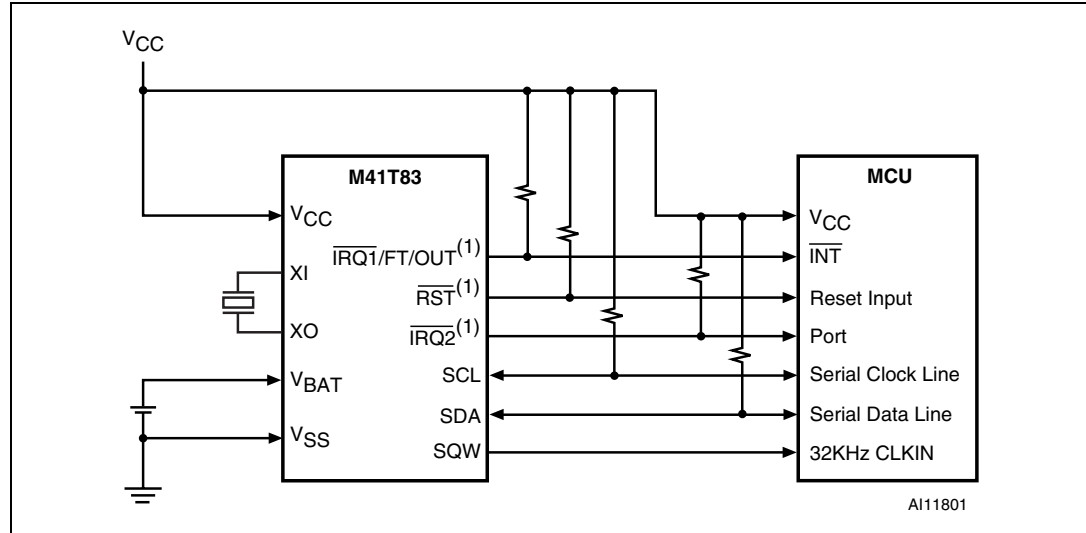 VCC
M41T83
VCC
XI
XO
VBAT
VSS
IRQ1/FT/OUT(1)
RST(1)
IRQ2(1)
SCL
SDA
SQW
MCU
VCC
INT
Reset Input
Port
Serial Clock Line
Serial Data Line
32KHz CLKIN
AI11801